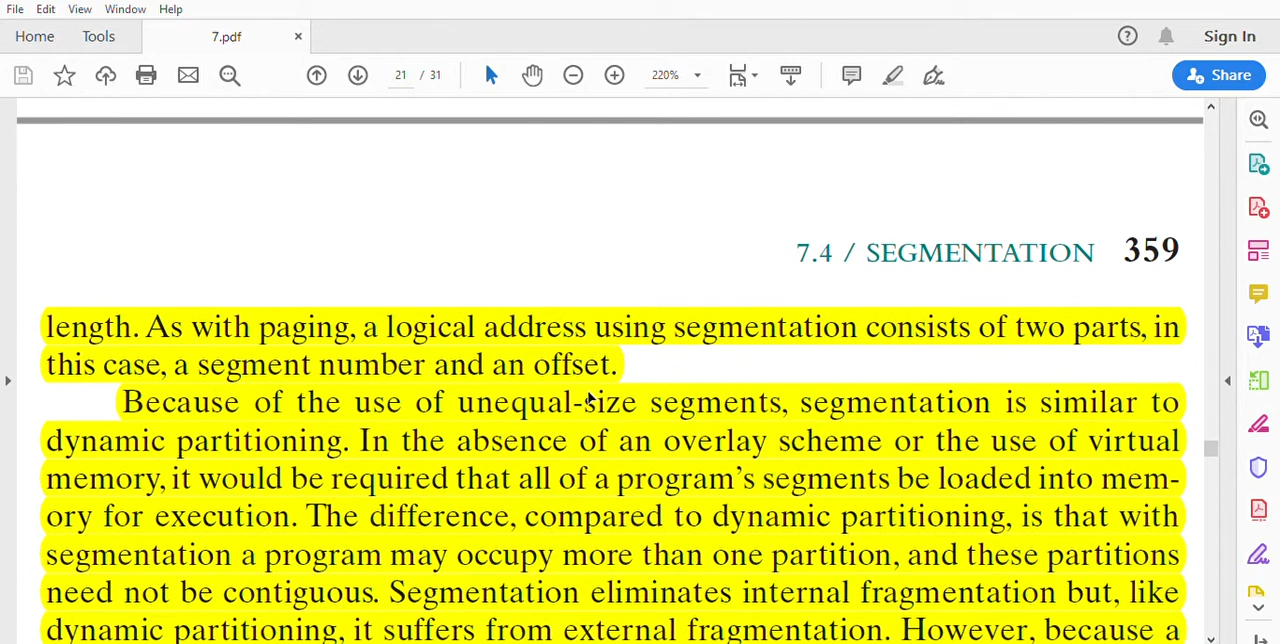 File Edit View Window Help
Home Tools 7.pdf × Sign In
21 / 31 220% Share
7.4 / SEGMENTATION 359
length. As with paging, a logical address using segmentation consists of two parts, in
this case, a segment number and an offset.
Because of the use of unequal-size segments, segmentation is similar to
dynamic partitioning. In the absence of an overlay scheme or the use of virtual
memory, it would be required that all of a program's segments be loaded into mem-
ory for execution. The difference, compared to dynamic partitioning, is that with
segmentation a program may occupy more than one partition, and these partitions
need not be contiguous. Segmentation eliminates internal fragmentation but, like
dynamic partitioning, it suffers from external fragmentation. However, because a